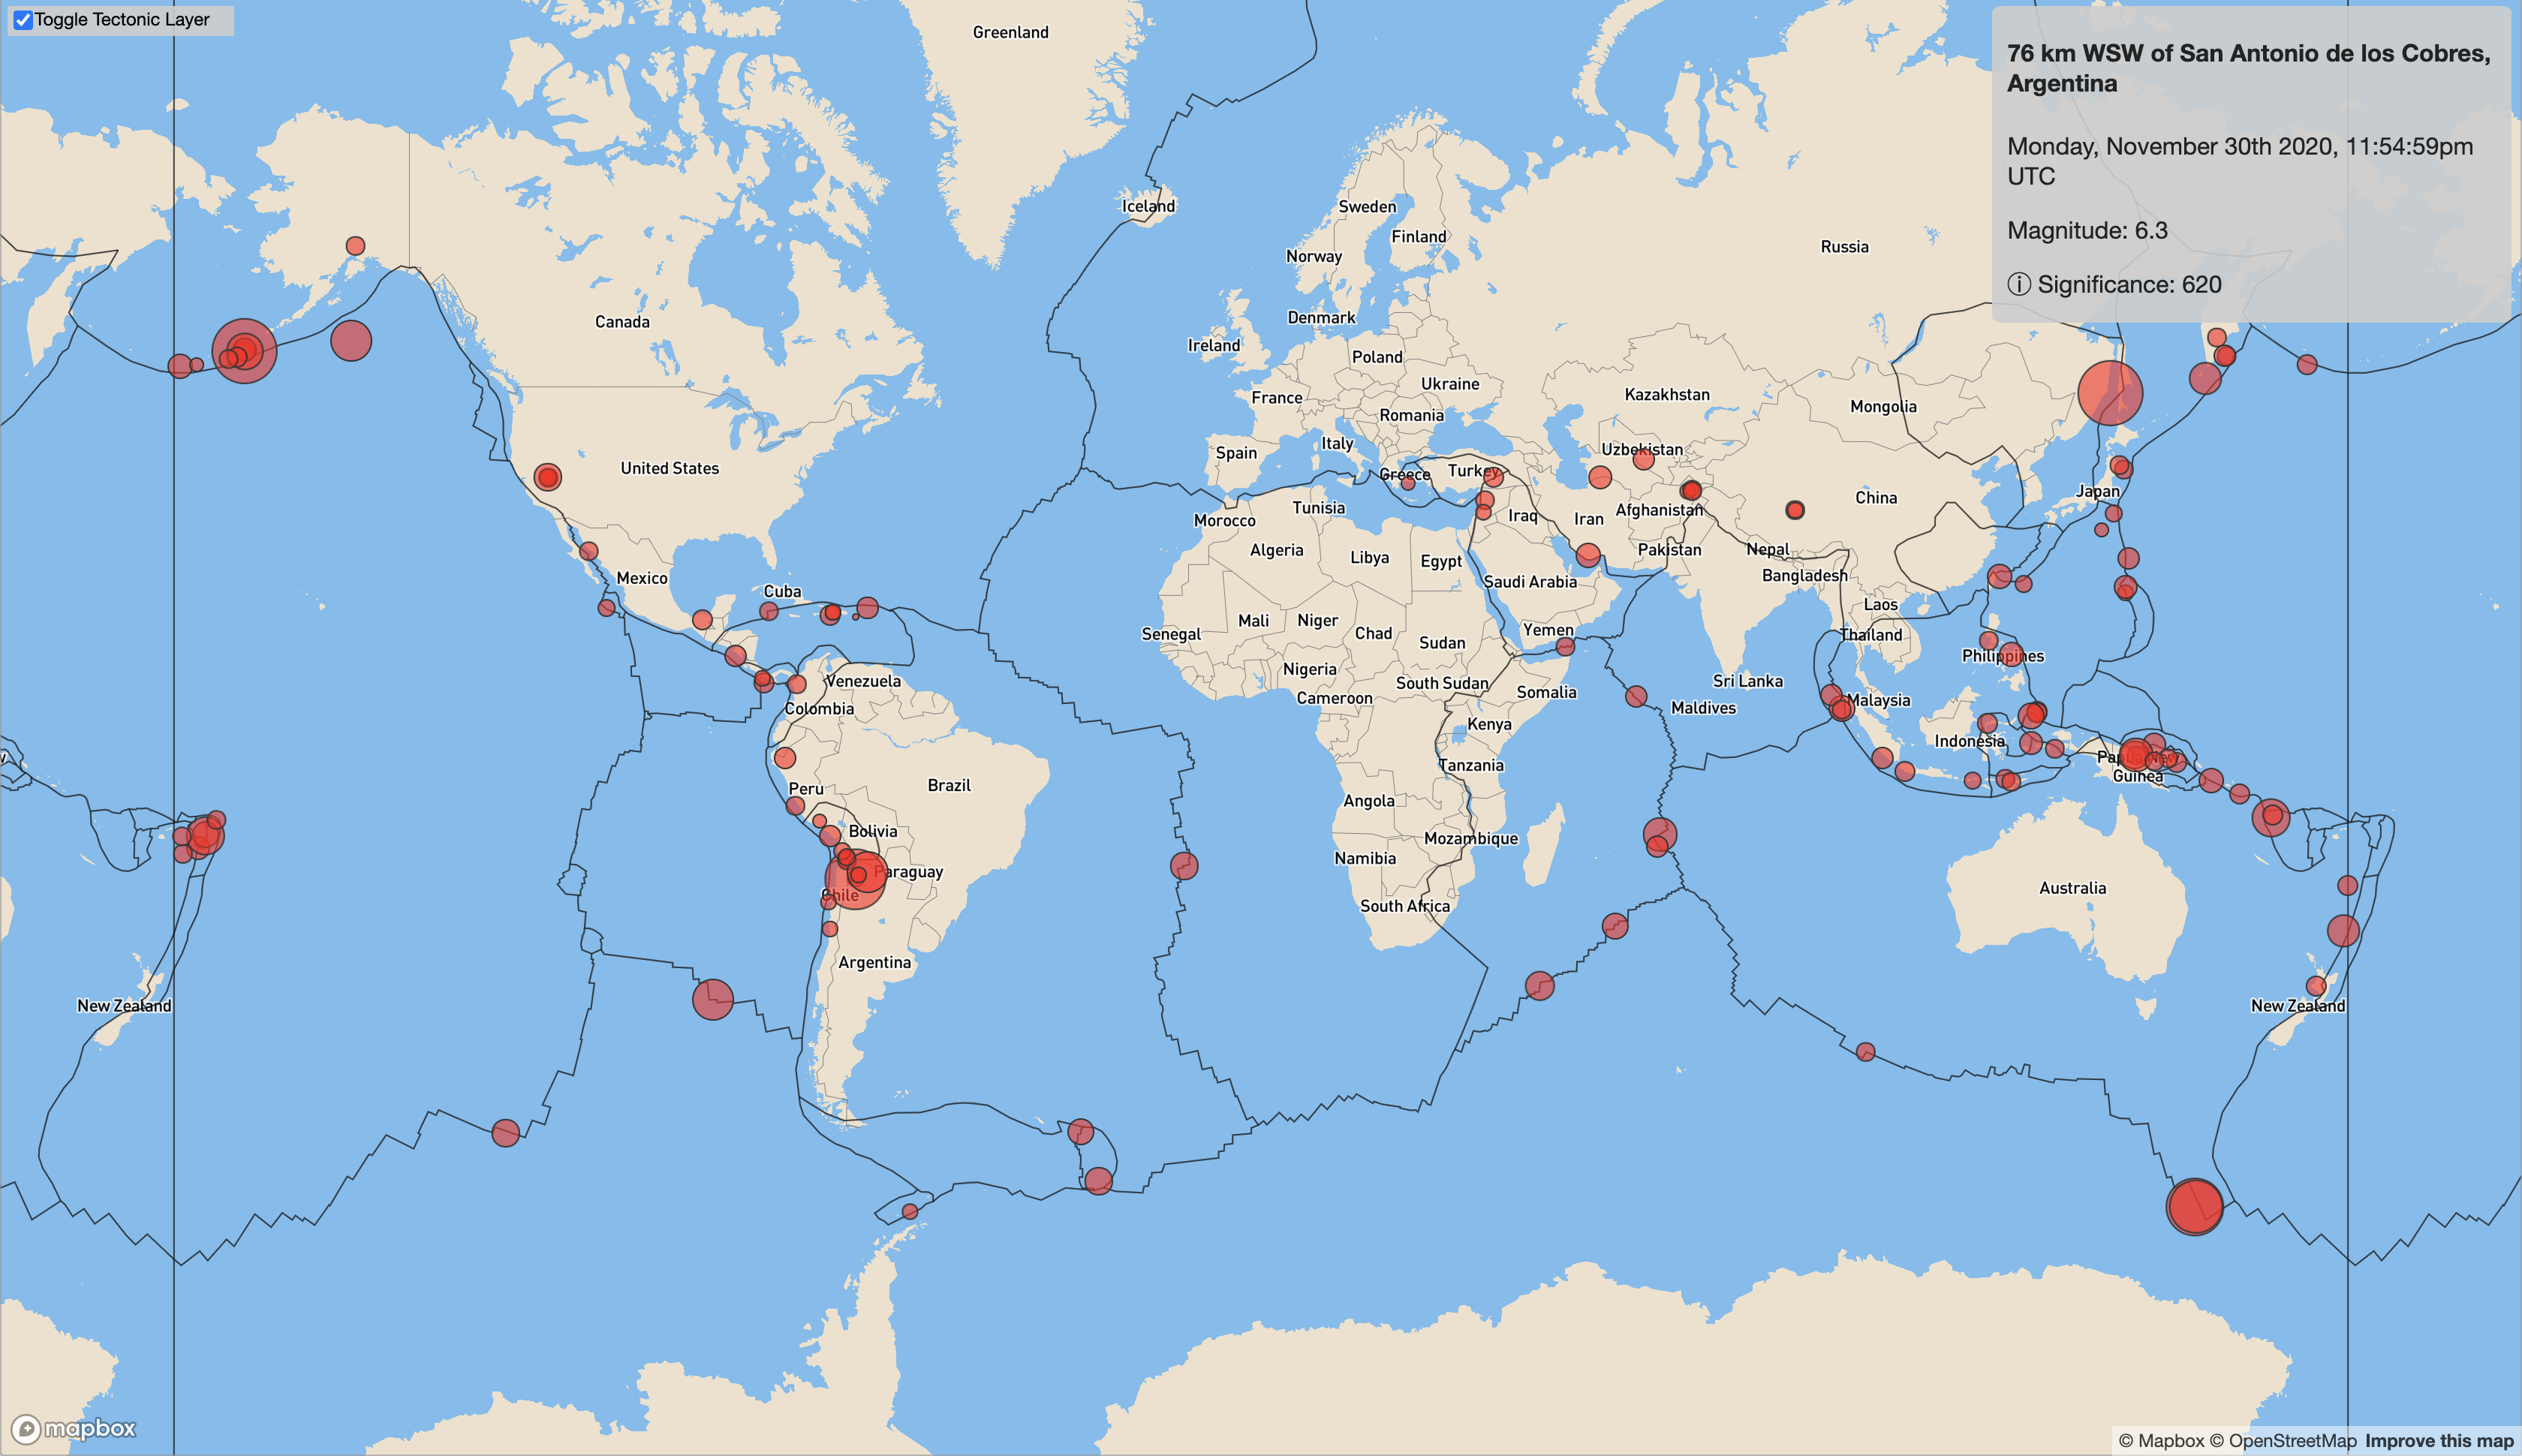 Toggle Tectonic Layer
76 km WSW of San Antonio de los Cobres,
Argentina
Monday, November 30th 2020, 11:54:59pm
UTC
Magnitude: 6.3
ⓘ Significance: 620
Greenland
Iceland
Sweden
Finland
Norway
Russia
Denmark
Canada
Ireland
Poland
Ukraine
France
Kazakhstan
Mongolia
Romania
Italy
Spain
Uzbekistan
United States
Greece
Turkey
Japan
China
Tunisia
Morocco
Iraq
Iran
Afghanistan
Algeria
Libya
Egypt
Pakistan
Nepal
Mexico
Saudi Arabia
Bangladesh
Cuba
Laos
Mali
Niger
Chad
Senegal
Sudan
Yemen
Thailand
Philippines
Nigeria
Venezuela
South Sudan
Somalia
Sri Lanka
Cameroon
Malaysia
Colombia
Maldives
Kenya
Indonesia
Tanzania
Guinea
Brazil
Peru
Angola
Bolivia
Mozambique
Namibia
Paraguay
Chile
Australia
South Africa
Argentina
New Zealand
New Zealand
mapbox
© Mapbox © OpenStreetMap Improve this map